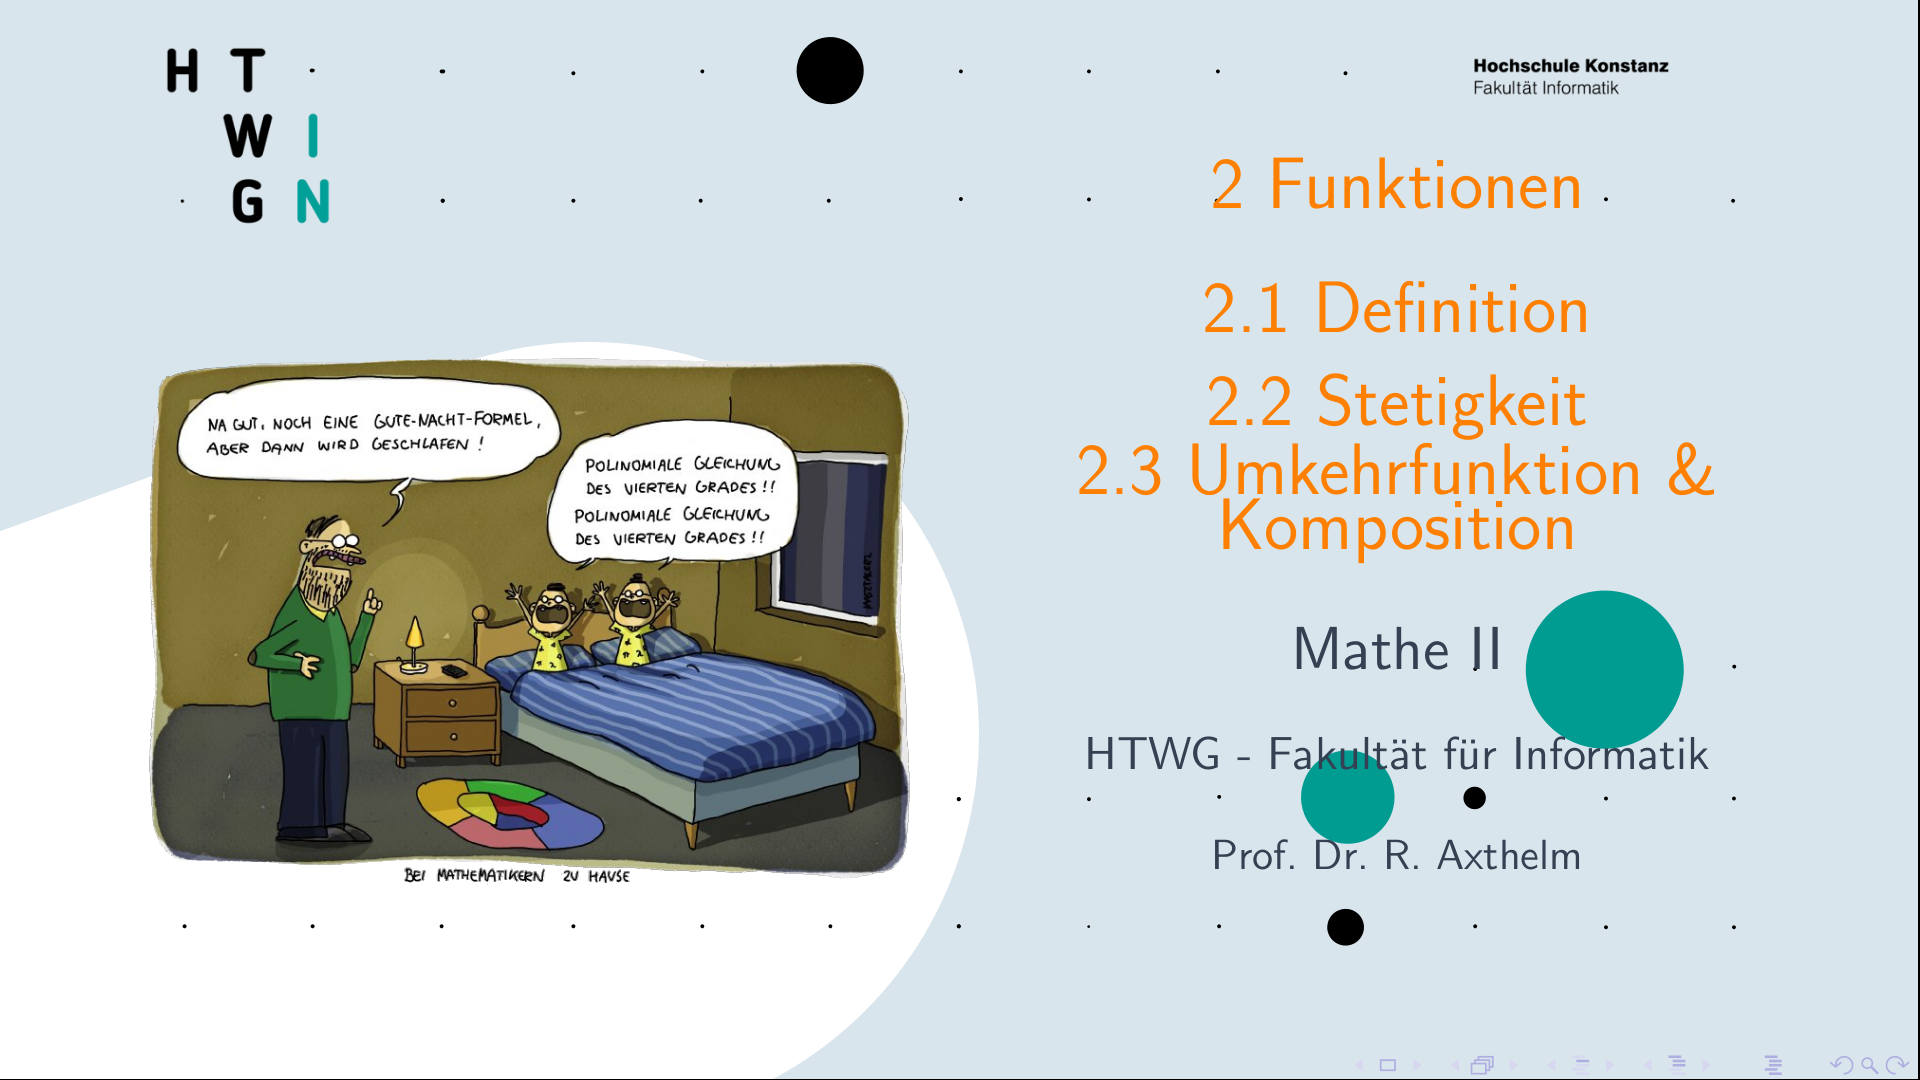 H T
W I
G N
Hochschule Konstanz
Fakultät Informatik
2 Funktionen
2.1 Definition
2.2 Stetigkeit
2.3 Umkehrfunktion &
Komposition
Mathe II
HTWG - Fakultät für Informatik
Prof. Dr. R. Axthelm
NA GUT, NOCH EINE GUTE-NACHT-FORMEL,
ABER DANN WIRD GESCHLAFEN !
POLINOMIALE GLEICHUNG
DES VIERTEN GRADES !!
POLINOMIALE GLEICHUNG
DES VIERTEN GRADES !!
BEI MATHEMATIKERN ZU HAUSE